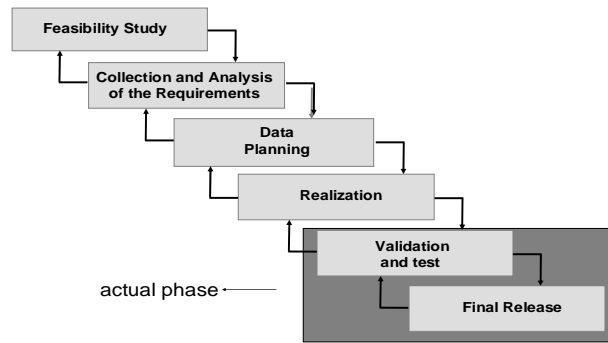 Feasibility Study
Collection and Analysis
of the Requirements
Data
Planning
Realization
Validation
and test
actual phase
Final Release